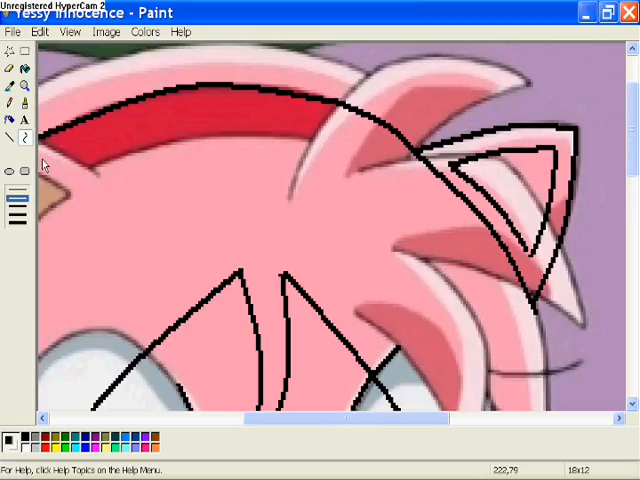 Unregistered HyperCam 2
Yessy innocence - Paint
File Edit View Image Colors Help
A
For Help, click Help Topics on the Help Menu.
222,79
18x12